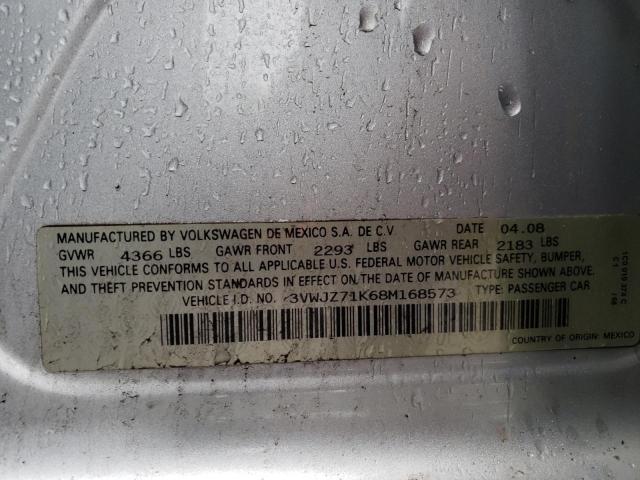 MANUFACTURED BY VOLKSWAGEN DE MEXICO S.A. DE C.V DATE 04.08
GVWR 4366 LBS GAWR FRONT 2293 LBS GAWR REAR 2183 LBS
THIS VEHICLE CONFORMS TO ALL APPLICABLE U.S. FEDERAL MOTOR VEHICLE SAFETY, BUMPER,
AND THEFT PREVENTION STANDARDS IN EFFECT ON THE DATE OF MANUFACTURE SHOWN ABOVE.
VEHICLE I.D. NO. 3VWJZ71K68M168573 TYPE: PASSENGER CAR
COUNTRY OF ORIGIN: MEXICO